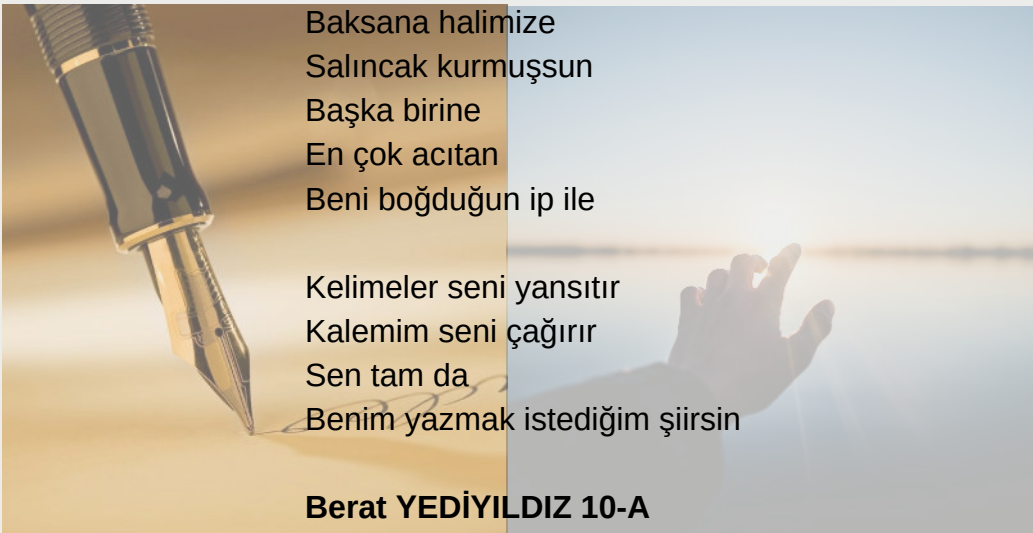 Baksana halimize
Salıncak kurmuşsun
Başka birine
En çok acıtan
Beni boğduğun ip ile
Kelimeler seni yansıtır
Kalemim seni çağırır
Sen tam da
Benim yazmak istediğim şiirsin
Berat YEDİYILDIZ 10-A